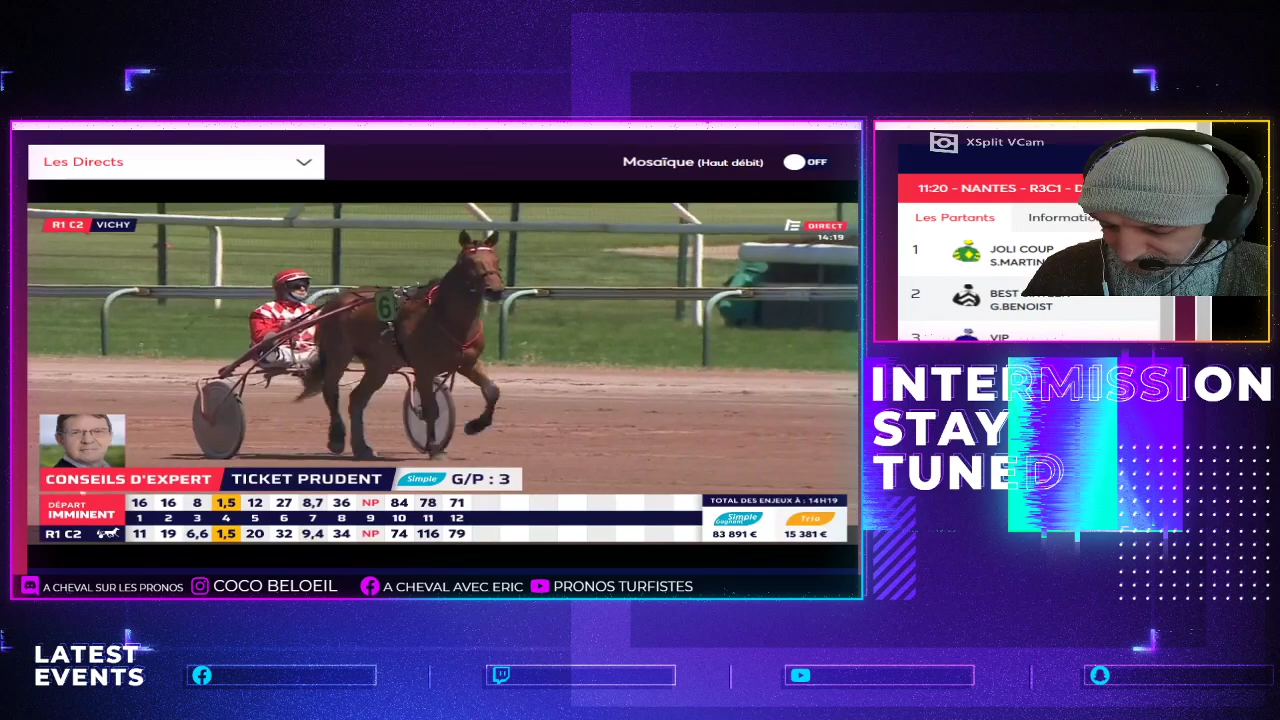 Les Directs
Mosaïque (Haut débit)
OFF
R1 C2 VICHY
DIRECT
14:19
6
CONSEILS D'EXPERT TICKET PRUDENT Simple G/P : 3
DÉPART IMMINENT
16 16 8 1,5 12 27 8,7 36 NP 84 78 71
1 2 3 4 5 6 7 8 9 10 11 12
R1 C2 11 19 6,6 1,5 20 32 9,4 34 NP 74 116 79
TOTAL DES ENJEUX À : 14H19
Simple Gagnant Trio
83 891 € 15 381 €
A CHEVAL SUR LES PRONOS COCO BELOEIL A CHEVAL AVEC ERIC PRONOS TURFISTES
XSplit VCam
11:20 - NANTES - R3C1 - D
Les Partants Informatio
1 JOLI COUP
S.MARTIN
2 BEST
G.BENOIST
3 VIP
INTERMISSION
STAY
TUNED
LATEST
EVENTS